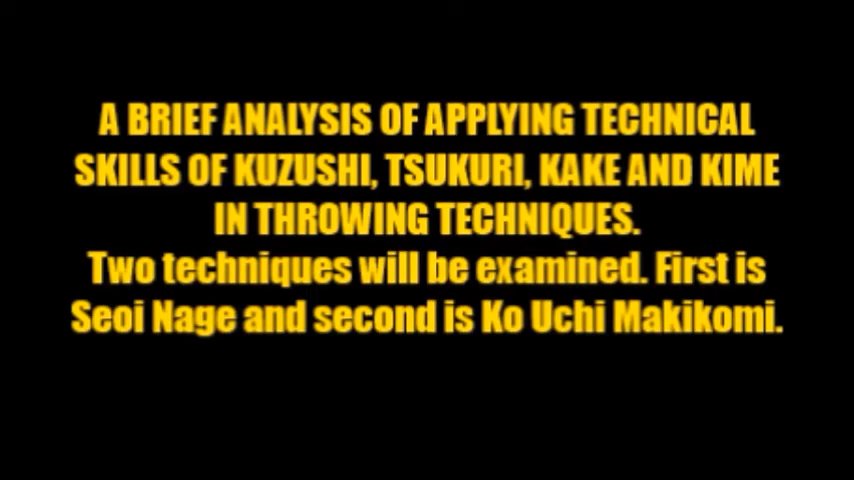 A BRIEF ANALYSIS OF APPLYING TECHNICAL
SKILLS OF KUZUSHI, TSUKURI, KAKE AND KIME
IN THROWING TECHNIQUES.
Two techniques will be examined. First is
Seoi Nage and second is Ko Uchi Makikomi.